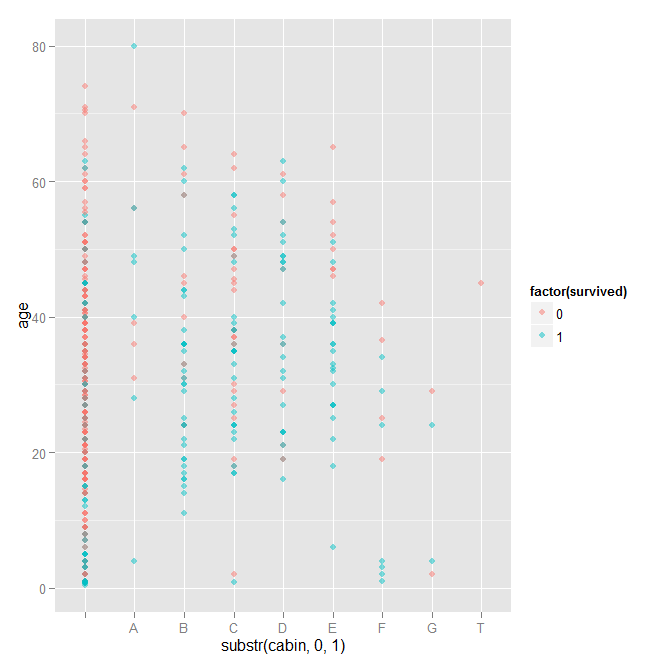 80
60
40
20
0
age
A B C D E F G T
substr(cabin, 0, 1)
factor(survived)
0
1